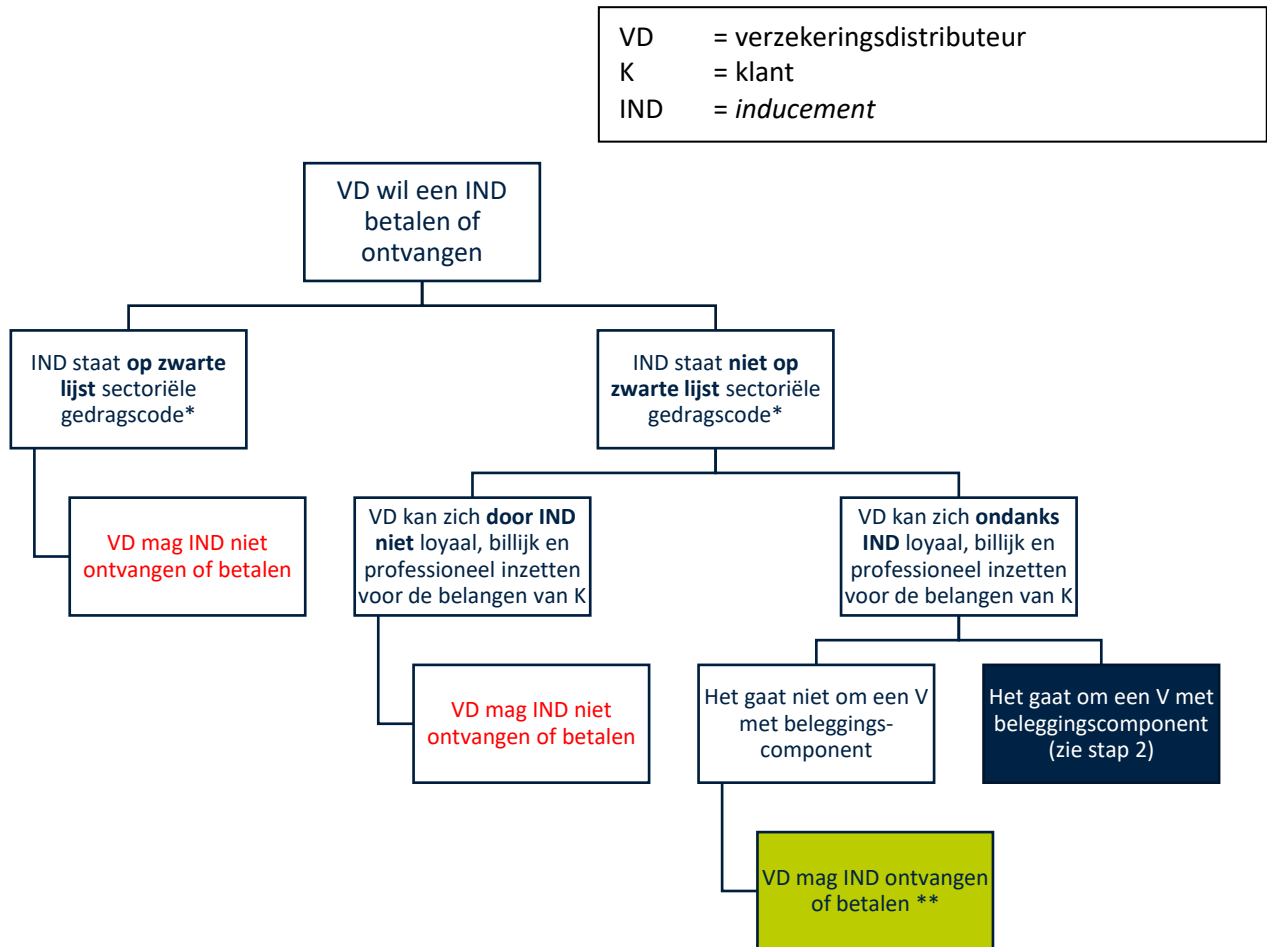 VD = verzekeringsdistributeur
K = klant
IND = inducement
VD wil een IND
betalen of
ontvangen
IND staat op zwarte
lijst sectoriële
gedragscode*
IND staat niet op
zwarte lijst sectoriële
gedragscode*
VD mag IND niet
ontvangen of betalen
VD kan zich door IND
niet loyaal, billijk en
professioneel inzetten
voor de belangen van K
VD kan zich ondanks
IND loyaal, billijk en
professioneel inzetten
voor de belangen van K
VD mag IND niet
ontvangen of betalen
Het gaat niet om een V
met beleggings-
component
Het gaat om een V met
beleggingscomponent
(zie stap 2)
VD mag IND ontvangen
of betalen **